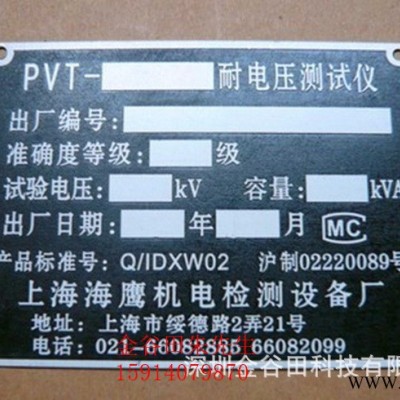 PVT- 耐电压测试仪
出厂编号:
准确度等级: 级
试验电压: kV 容量: kVA
出厂日期: 年 月 MC
产品标准号: Q/IDXW02 沪制02220089号
上海海鹰机电检测设备厂
地址: 上海市绥德路2弄21号
电话: 021-66082885 66082099
15914079870
深圳金谷田科技有限